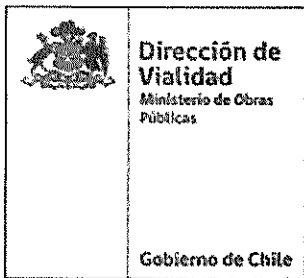 Dirección de
Vialidad
Ministerio de Obras
Públicas
Gobierno de Chile